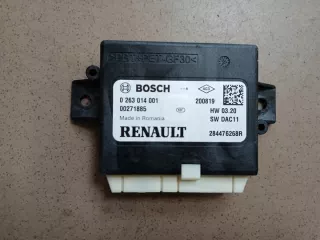 BOSCH
0 263 014 001
200819
00271885
HW 03.20
Made in Romania
SW DAC11
RENAULT
284476268R